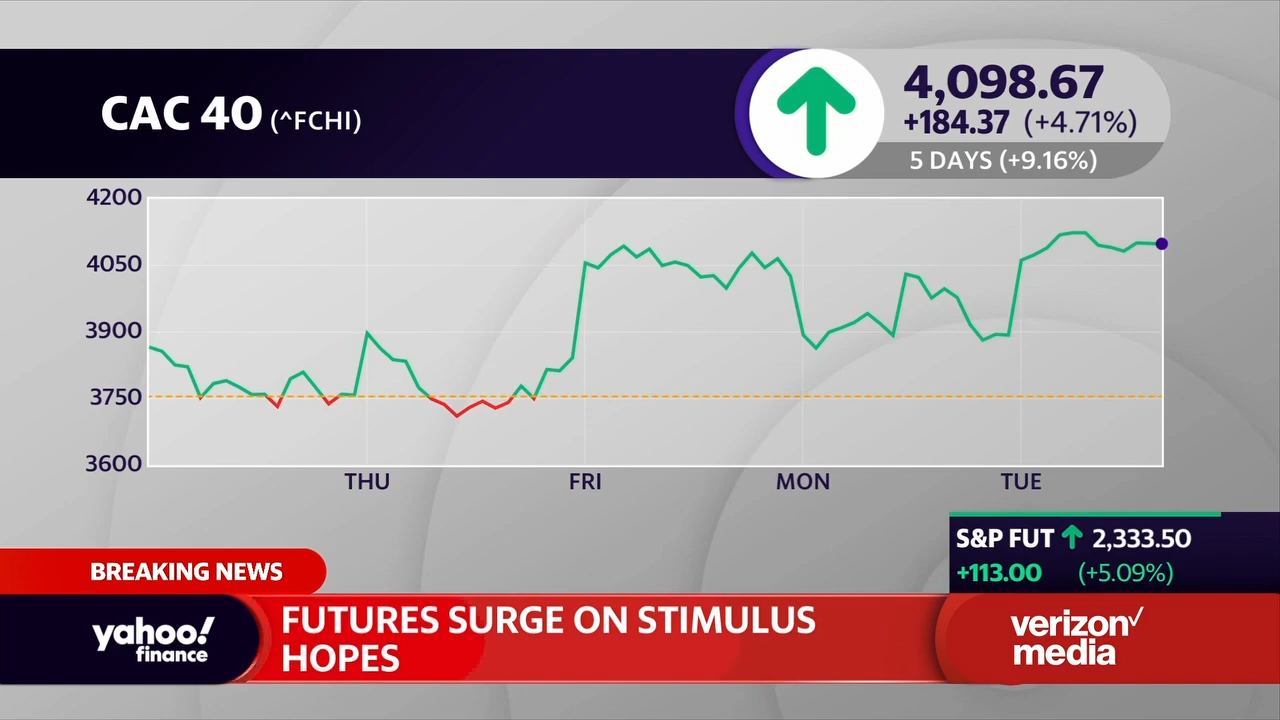 CAC 40 (^FCHI)
4,098.67
+184.37 (+4.71%)
5 DAYS (+9.16%)
4200
4050
3900
3750
3600
THU FRI MON TUE
S&P FUT 2,333.50
+113.00 (+5.09%)
BREAKING NEWS
yahoo!
finance
FUTURES SURGE ON STIMULUS
HOPES
verizon✓
media